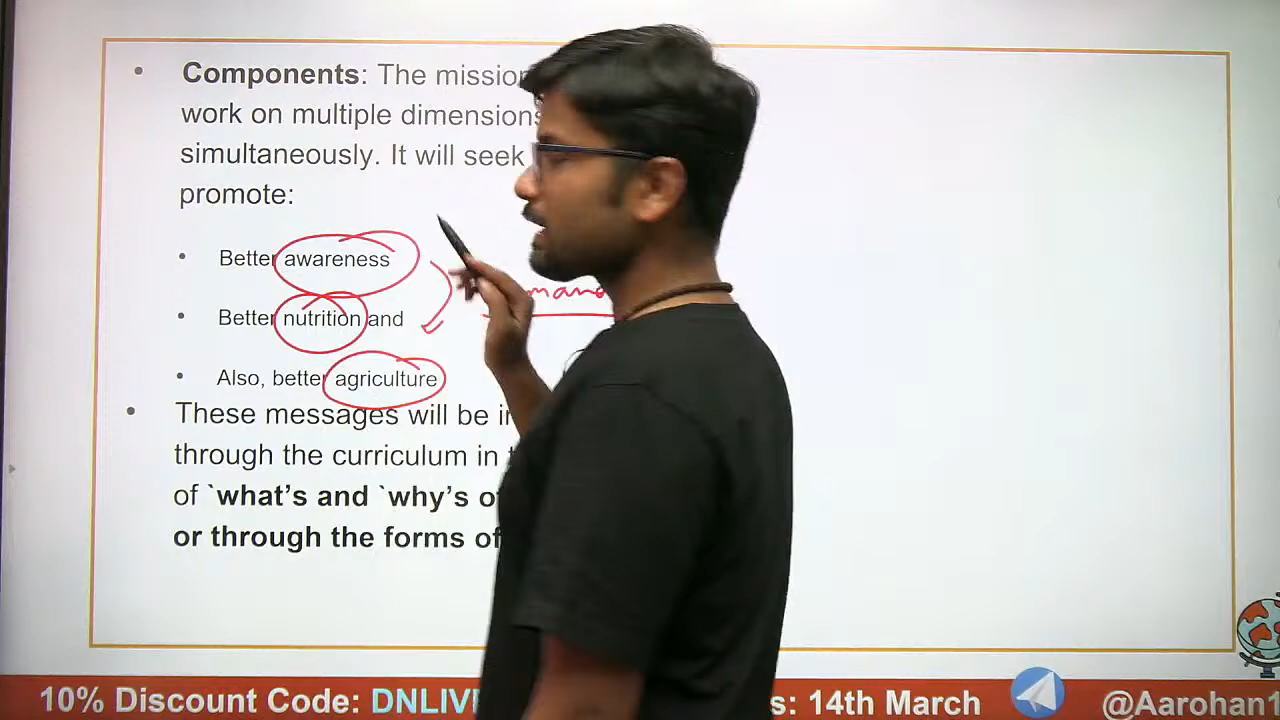 Components: The mission
work on multiple dimensions
simultaneously. It will seek
promote:
Better awareness
Better nutrition and
Also, better agriculture
These messages will be
through the curriculum in
of `what's and `why's
or through the forms of
10% Discount Code: 14th March @Aarohan1